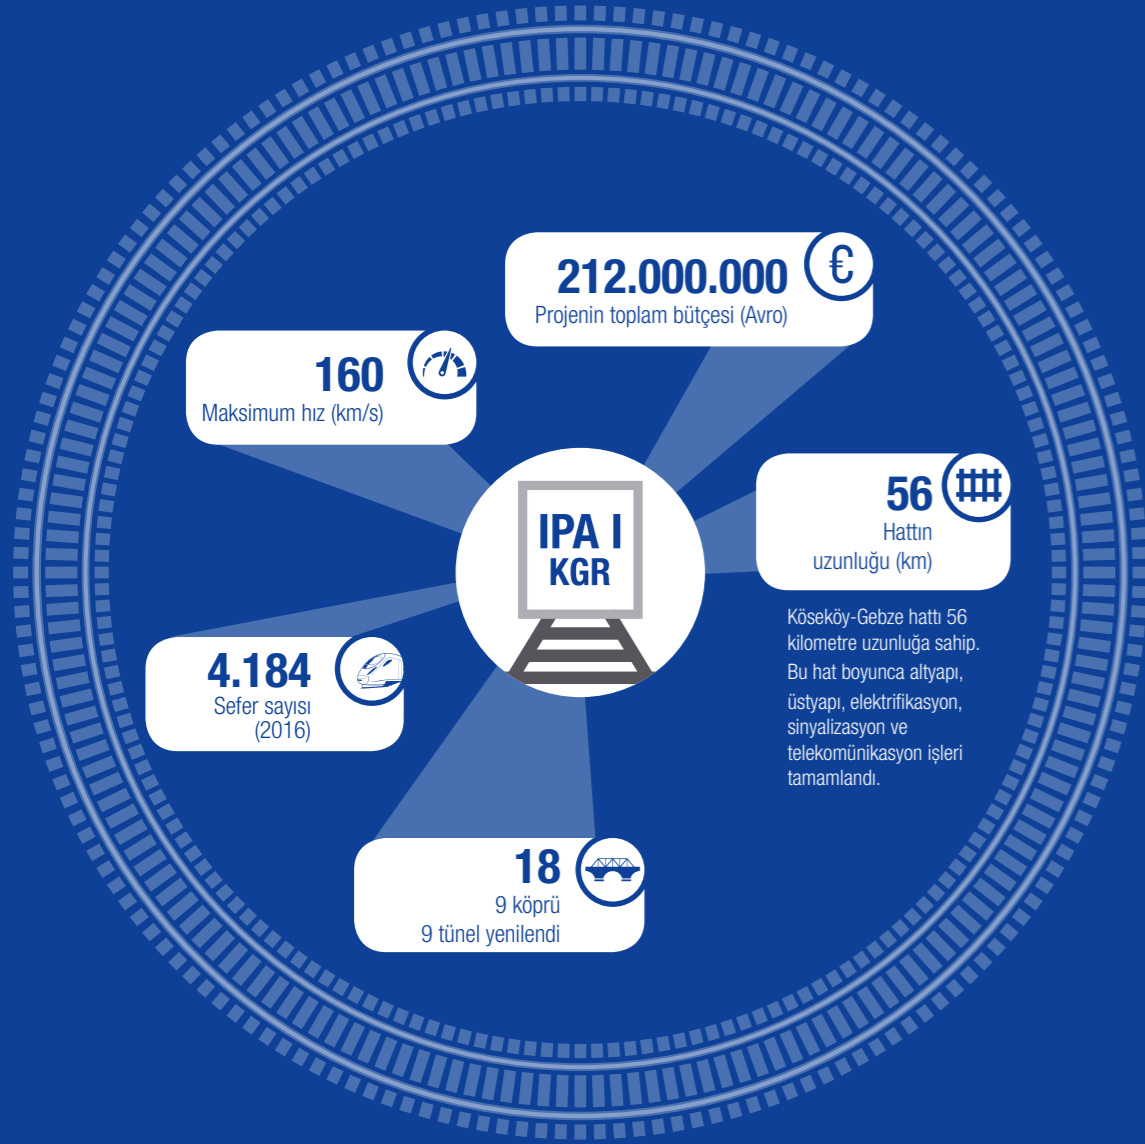 212.000.000
€
Projenin toplam bütçesi (Avro)
160
Maksimum hız (km/s)
56
Hattın
uzunluğu (km)
IPA I
KGR
Köseköy-Gebze hattı 56
kilometre uzunluğa sahip.
Bu hat boyunca altyapı,
üstyapı, elektrifikasyon,
sinyalizasyon ve
telekomünikasyon işleri
tamamlandı.
4.184
Sefer sayısı
(2016)
18
9 köprü
9 tünel yenilendi